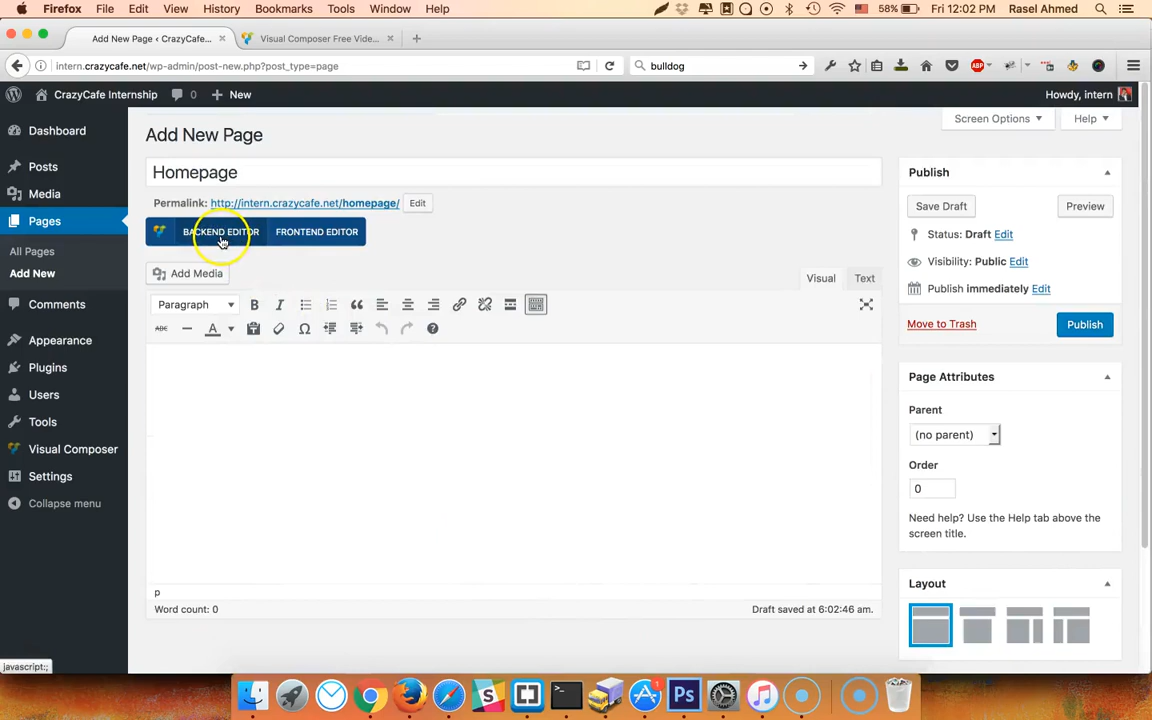 Firefox File Edit View History Bookmarks Tools Window Help 58% Fri 12:02 PM Rasel Ahmed
Add New Page ‹ CrazyCafe... × Visual Composer Free Vide... × +
intern.crazycafe.net/wp-admin/post-new.php?post_type=page bulldog ABP
CrazyCafe Internship 0 + New Howdy, intern
Screen Options Help
Dashboard
Posts
Media
Pages
All Pages
Add New
Comments
Appearance
Plugins
Users
Tools
Visual Composer
Settings
Collapse menu
javascript:;
Add New Page
Homepage
Permalink: http://intern.crazycafe.net/homepage/ Edit
BACKEND EDITOR FRONTEND EDITOR
Add Media Visual Text
Paragraph B I
ABC A
p
Word count: 0 Draft saved at 6:02:46 am.
Publish
Save Draft Preview
Status: Draft Edit
Visibility: Public Edit
Publish immediately Edit
Move to Trash Publish
Page Attributes
Parent
(no parent)
Order
0
Need help? Use the Help tab above the
screen title.
Layout
S Ps